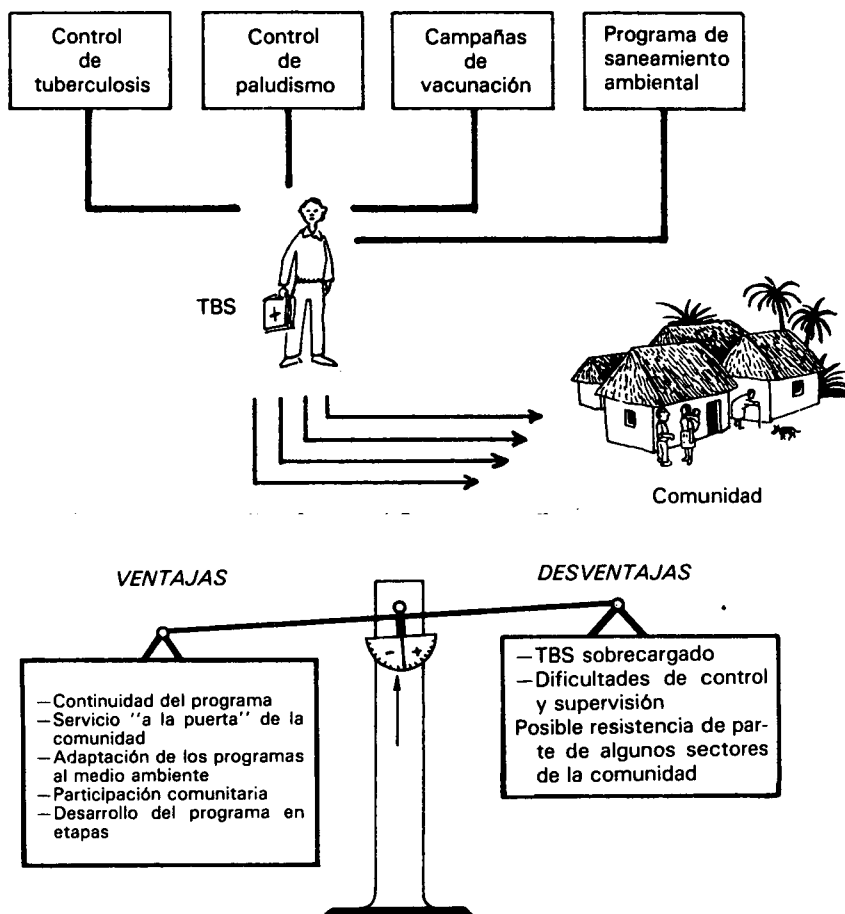 Control
de
tuberculosis
Control
de
paludismo
Campañas
de
vacunación
Programa de
saneamiento
ambiental
TBS
Comunidad
VENTAJAS
DESVENTAJAS
—Continuidad del programa
—Servicio "a la puerta" de la
comunidad
—Adaptación de los programas
al medio ambiente
—Participación comunitaria
—Desarrollo del programa en
etapas
—TBS sobrecargado
—Dificultades de control
y supervisión
Posible resistencia de par-
te de algunos sectores
de la comunidad
- +